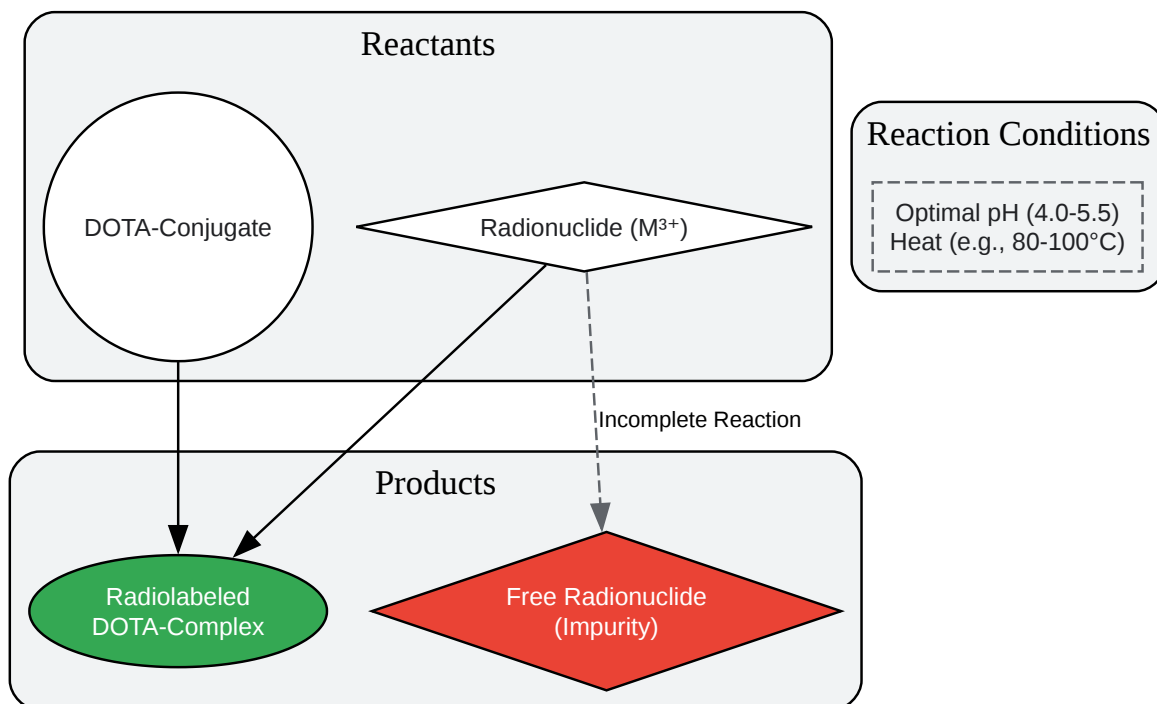 Reactants
DOTA-Conjugate
Radionuclide (M³⁺)
Reaction Conditions
Optimal pH (4.0-5.5)
Heat (e.g., 80-100°C)
Incomplete Reaction
Products
Radiolabeled
DOTA-Complex
Free Radionuclide
(Impurity)